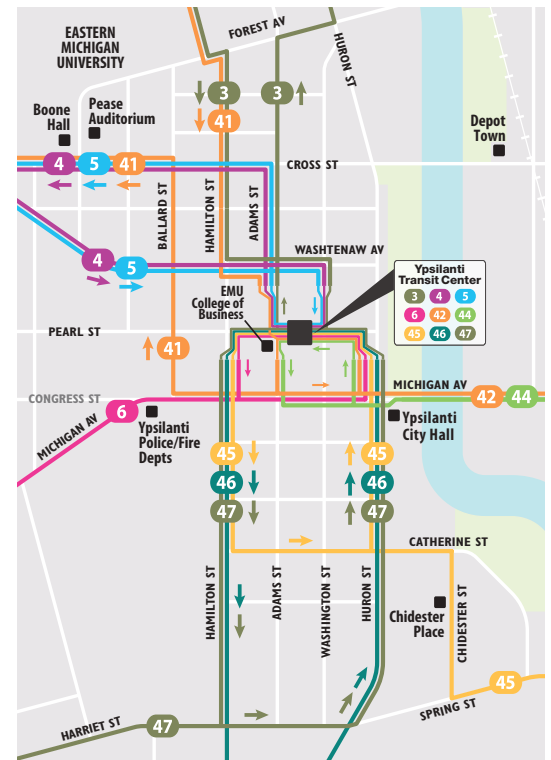 FOREST AV
EASTERN
MICHIGAN
UNIVERSITY
HURON ST
3
3
41
Boone
Hall
Pease
Auditorium
Depot
Town
4
5
41
CROSS ST
BALLARD ST
HAMILTON ST
ADAMS ST
WASHTENAW AV
4
5
Ypsilanti
Transit Center
3
4
5
6
42
44
45
46
47
EMU
College of
Business
PEARL ST
41
MICHIGAN AV
42
44
CONGRESS ST
6
MICHIGAN AV
Ypsilanti
Police/Fire
Depts
Ypsilanti
City Hall
45
45
46
46
47
47
CATHERINE ST
HAMILTON ST
ADAMS ST
WASHINGTON ST
HURON ST
Chidester
Place
CHIDESTER ST
45
SPRING ST
HARRIET ST
47